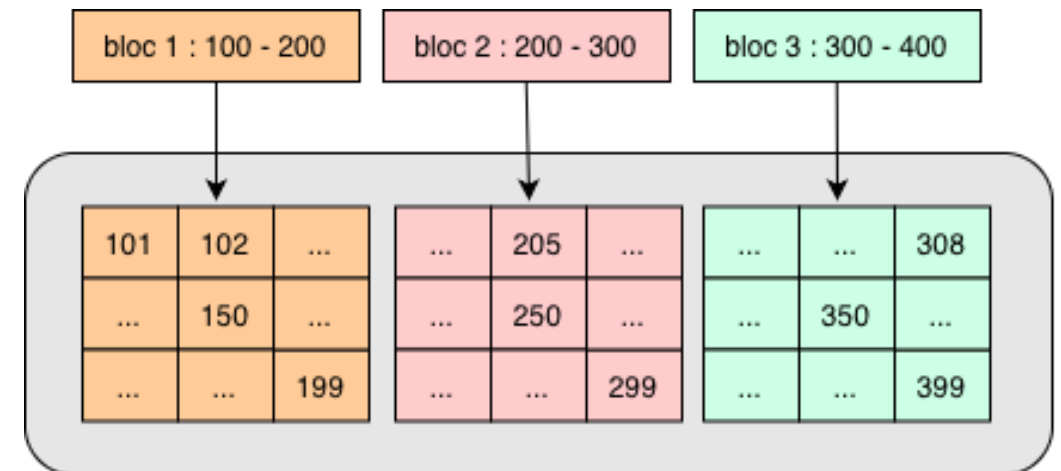 bloc 1 : 100 - 200
bloc 2 : 200 - 300
bloc 3 : 300 - 400
101 102 ...
... 150 ...
... ... 199
... 205 ...
... 250 ...
... ... 299
... ... 308
... 350 ...
... ... 399